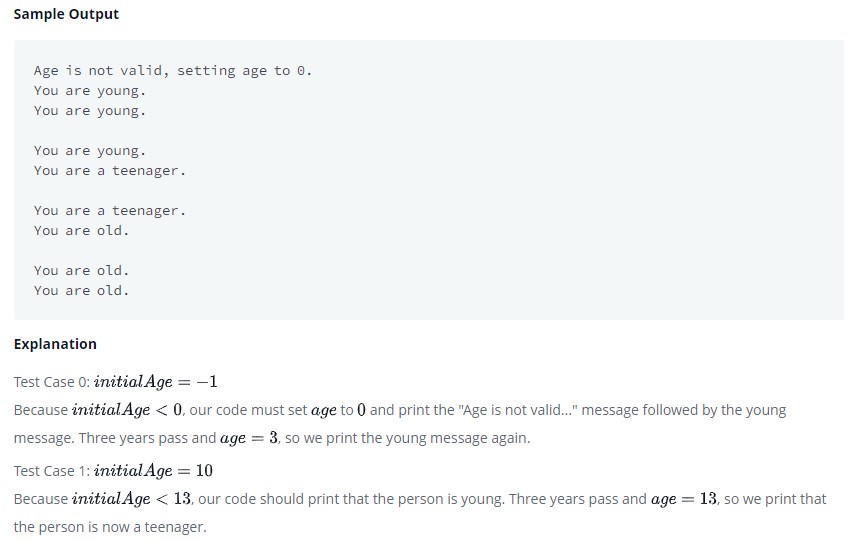 Sample Output
Age is not valid, setting age to 0.
You are young.
You are young.
You are young.
You are a teenager.
You are a teenager.
You are old.
You are old.
You are old.
Explanation
Test Case 0: initialAge = −1
Because initialAge < 0, our code must set age to 0 and print the "Age is not valid..." message followed by the young
message. Three years pass and age = 3, so we print the young message again.
Test Case 1: initialAge = 10
Because initialAge < 13, our code should print that the person is young. Three years pass and age = 13, so we print that
the person is now a teenager.